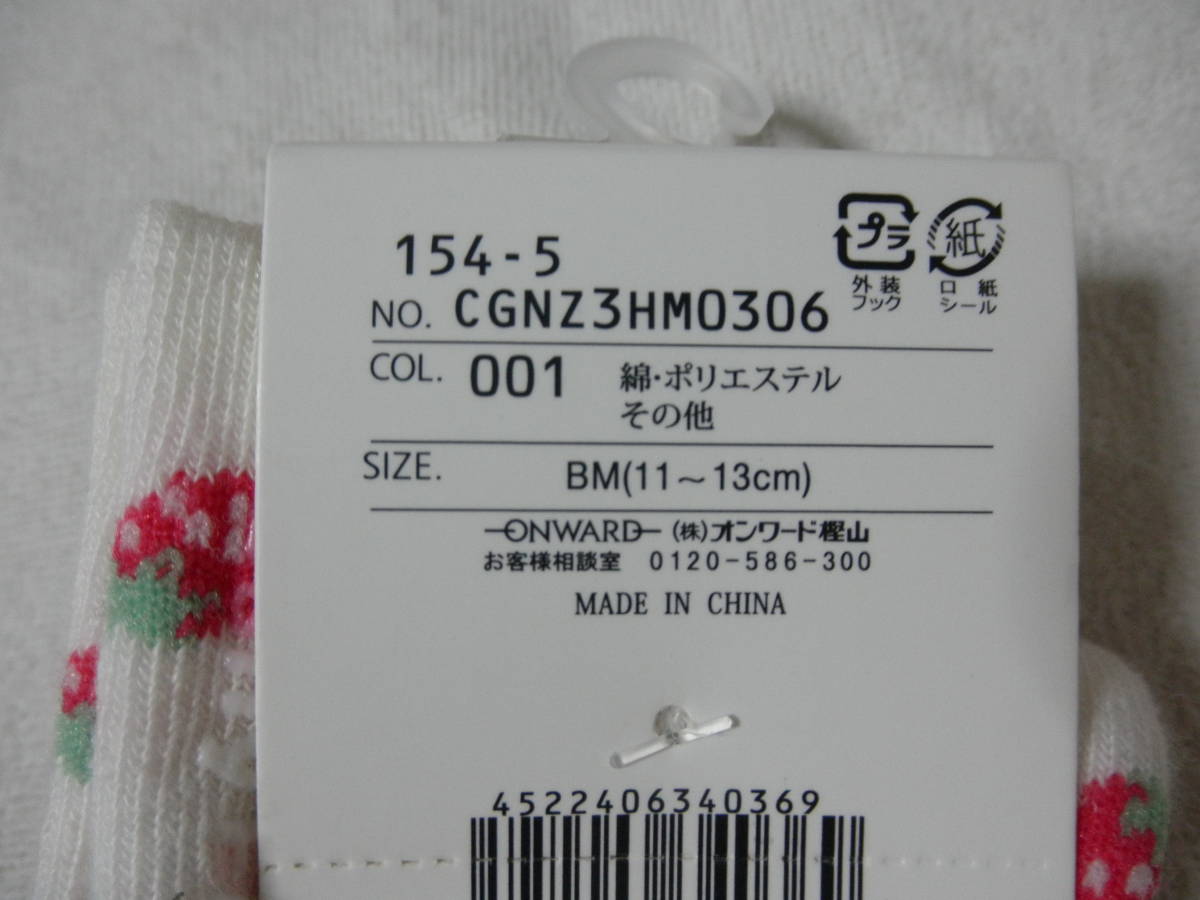 154-5
プラ
紙
外装
フック
口紙
シール
NO. CGNZ3HM0306
COL. 001 綿・ポリエステル
その他
SIZE. BM(11~13cm)
ONWARD (株)オンワード樫山
お客様相談室 0120-586-300
MADE IN CHINA
4522406340369